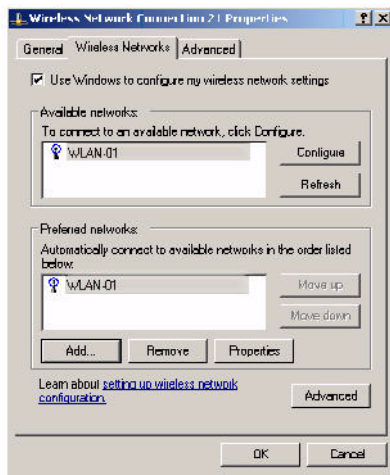 Wireless Network Connection 21 Properties
General Wireless Networks Advanced
Use Windows to configure my wireless network settings
Available networks:
To connect to an available network, click Configure.
WLAN-01
Configure
Refresh
Preferred networks:
Automatically connect to available networks in the order listed
below:
WLAN-01
Move up
Move down
Add... Remove Properties
Learn about setting up wireless network
configuration.
Advanced
OK Cancel